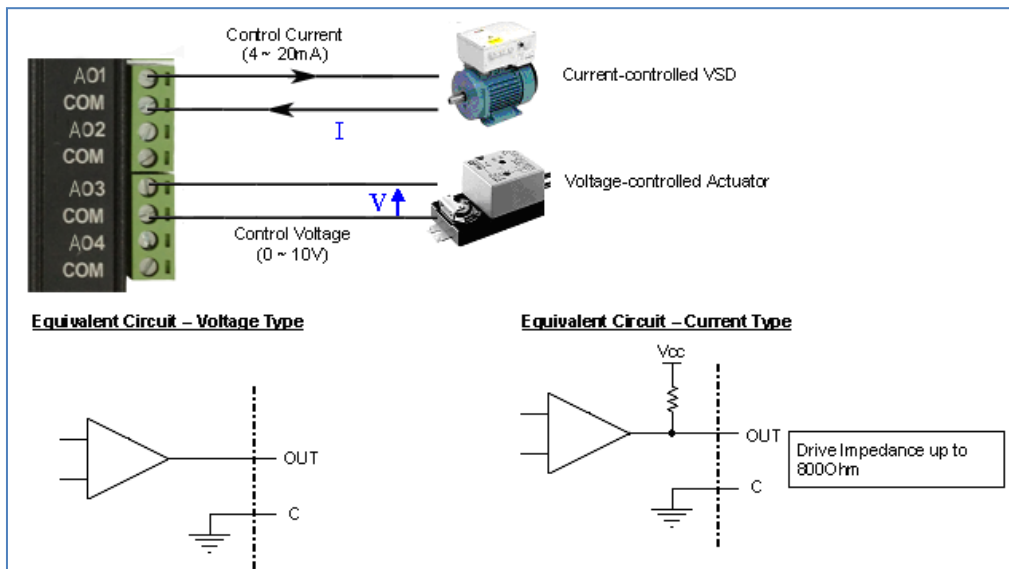 Control Current
(4 ~ 20mA)
AO1
COM
AO2
COM
AO3
COM
AO4
COM
I
Current-controlled VSD
V
Voltage-controlled Actuator
Control Voltage
(0 ~ 10V)
Equivalent Circuit – Voltage Type
OUT
C
Equivalent Circuit – Current Type
Vcc
OUT
C
Drive Impedance up to
800Ohm